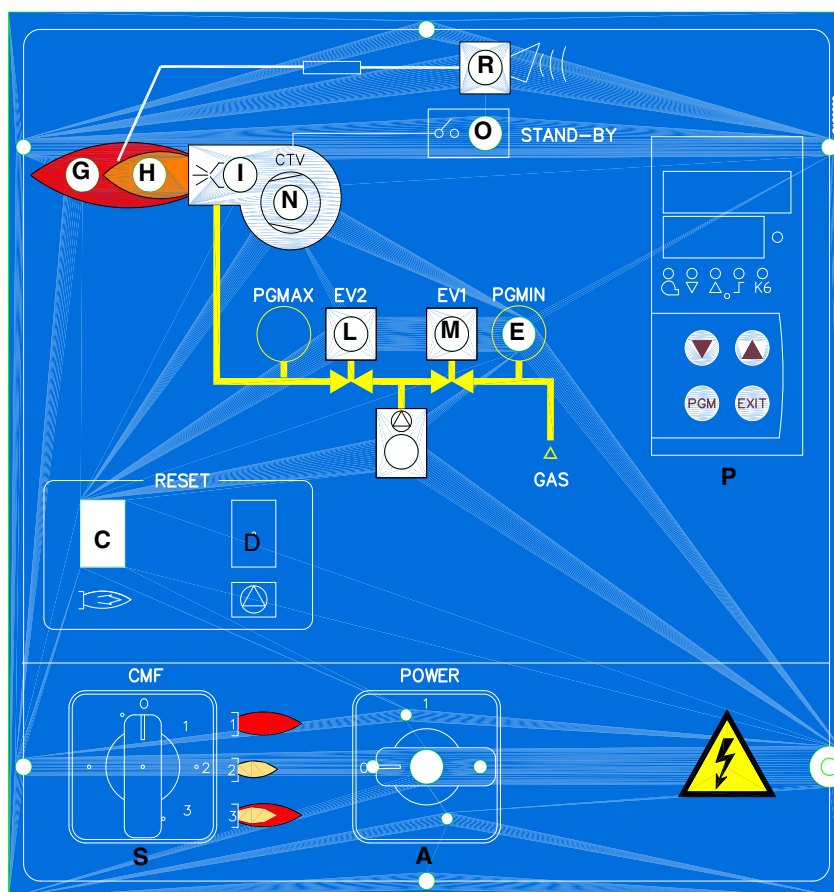 R
O STAND-BY
G H I CTV
N
PGMAX EV2 EV1 PGMIN
L M E
K6
PGM EXIT
GAS
P
RESET
C D
CMF POWER
0 1 1
1
2 2 0
3 3
S A